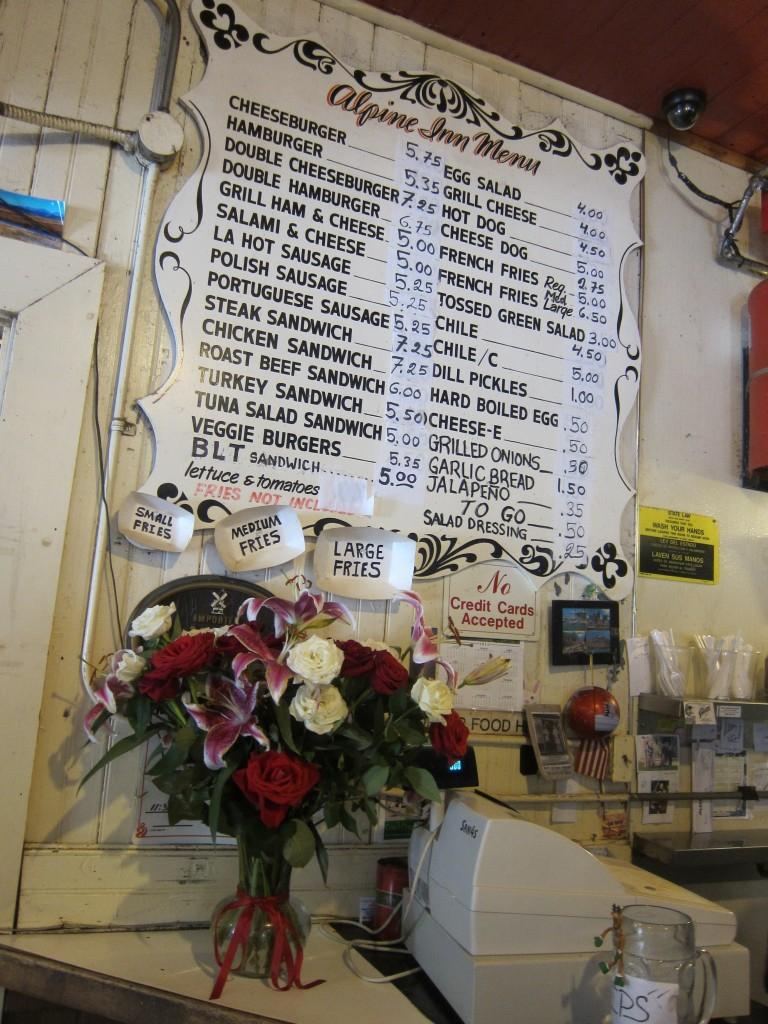 Alpine Inn Menu
CHEESEBURGER 5.75
HAMBURGER 5.35
DOUBLE CHEESEBURGER 7.25
DOUBLE HAMBURGER 6.75
GRILL HAM & CHEESE 5.00
SALAMI & CHEESE 5.00
LA HOT SAUSAGE 5.25
POLISH SAUSAGE 5.25
PORTUGUESE SAUSAGE 5.25
STEAK SANDWICH 7.25
CHICKEN SANDWICH 7.25
ROAST BEEF SANDWICH 6.00
TURKEY SANDWICH 5.50
TUNA SALAD SANDWICH 5.00
VEGGIE BURGERS 5.35
BLT SANDWICH 5.00
lettuce & tomatoes
FRIES NOT
EGG SALAD 4.00
GRILL CHEESE 4.00
HOT DOG 4.50
CHEESE DOG 5.00
FRENCH FRIES Reg. 2.75
FRENCH FRIES Med 5.00
Large 6.50
TOSSED GREEN SALAD 3.00
CHILE 4.50
CHILE/C 5.00
DILL PICKLES 1.00
HARD BOILED EGG .50
CHEESE-E .50
GRILLED ONIONS .30
GARLIC BREAD 1.50
JALAPEÑO .35
TO GO .50
SALAD DRESSING .25
SMALL
FRIES
MEDIUM
FRIES
LARGE
FRIES
No
Credit Cards
Accepted
STATE LAW
WASH YOUR HANDS
LEY DEL ESTADO
LAVEN SUS MANOS
FOOD H
SAM4S
PS